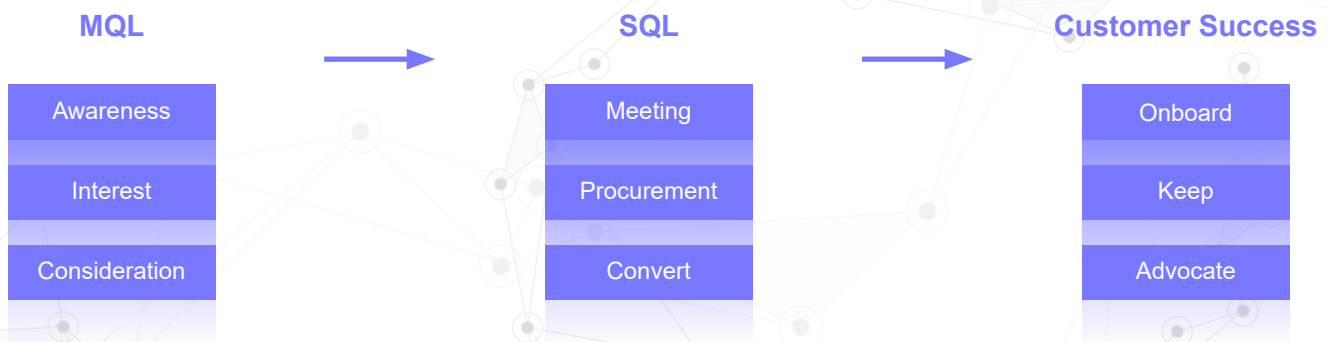 MQL
SQL
Customer Success
Awareness
Interest
Consideration
Meeting
Procurement
Convert
Onboard
Keep
Advocate